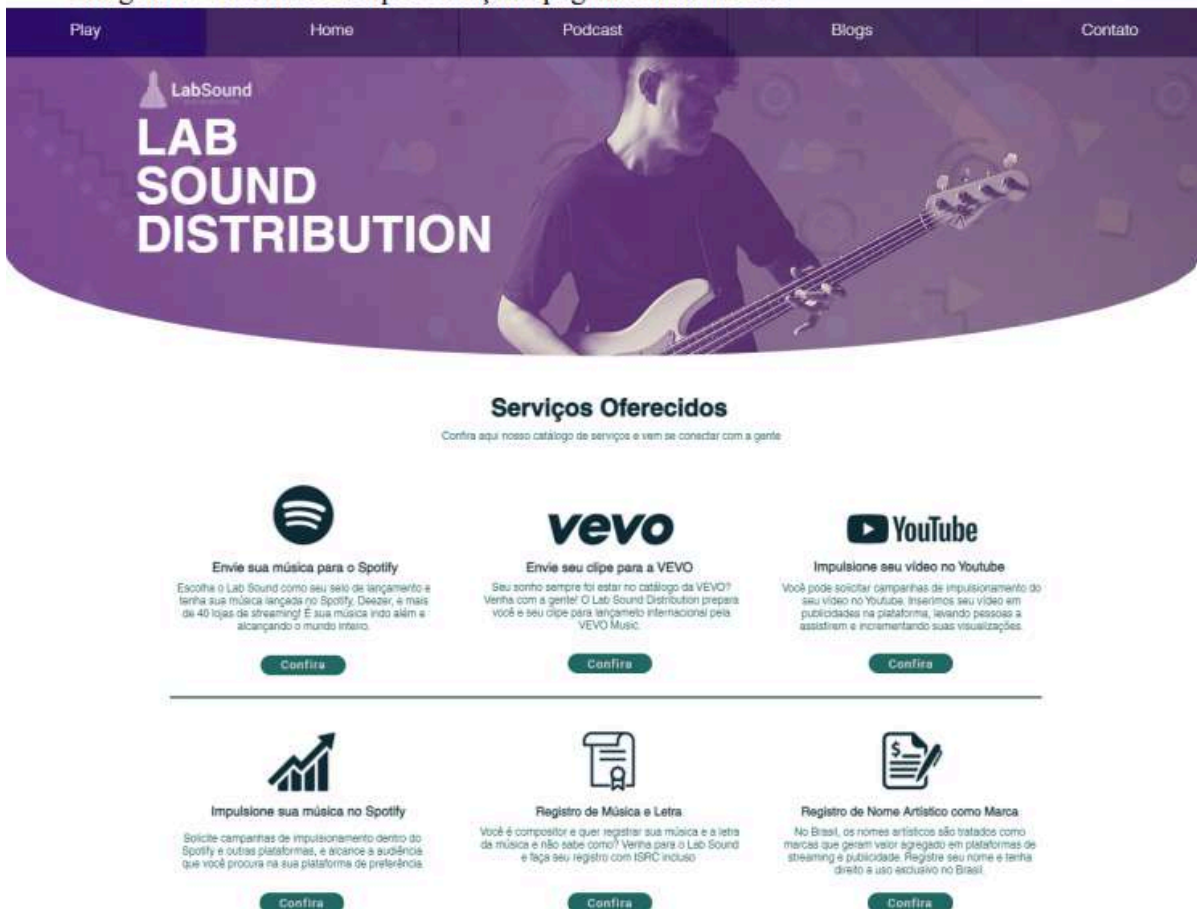 Play
Home
Podcast
Blogs
Contato
LabSound
LAB
SOUND
DISTRIBUTION
Serviços Oferecidos
Confira aqui nosso catálogo de serviços e vem se conectar com a gente
Envie sua música para o Spotify
Escolha o Lab Sound como seu selo de lançamento e
tenha sua música lançada no Spotify, Deezer, e mais
de 40 lojas de streaming! É sua música indo além e
alcançando o mundo inteiro.
Confira
vevo
Envie seu clipe para a VEVO
Seu sonho sempre foi estar no catálogo da VEVO?
Venha com a gente! O Lab Sound Distribution prepara
você e seu clipe para lançameto internacional pela
VEVO Music.
Confira
YouTube
Impulsione seu vídeo no Youtube
Você pode solicitar campanhas de impulsionamento do
seu vídeo no Youtube. Inserimos seu vídeo em
publicidades na plataforma, levando pessoas a
assistirem e incrementando suas visualizações
Confira
Impulsione sua música no Spotify
Solicite campanhas de impulsionamento dentro do
Spotify e outras plataformas, e alcance a audiência
que você procura na sua plataforma de preferência.
Confira
Registro de Música e Letra
Você é compositor e quer registrar sua música e a letra
da música e não sabe como? Venha para o Lab Sound
e faça seu registro com ISRC incluso
Confira
$
Registro de Nome Artístico como Marca
No Brasil, os nomes artísticos são tratados como
marcas que geram valor agregado em plataformas de
streaming e publicidade. Registre seu nome e tenha
direito a uso exclusivo no Brasil.
Confira